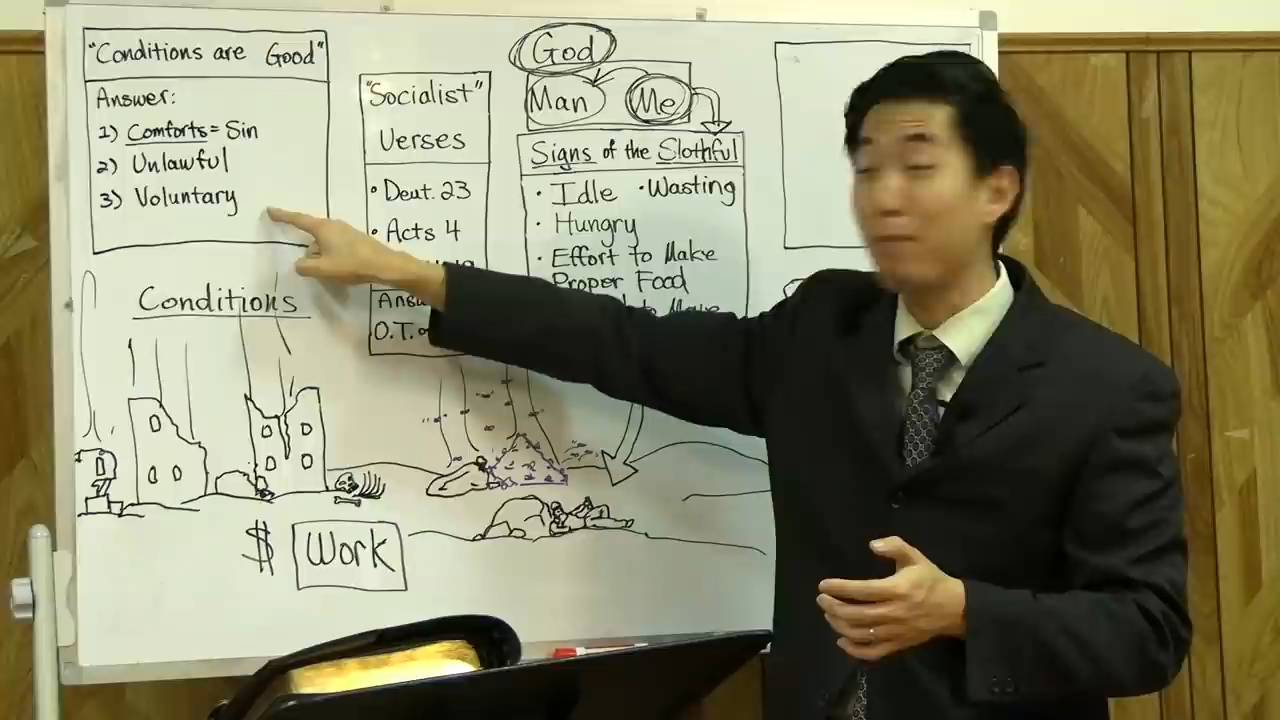 "Conditions are Good"
Answer:
1) Comforts = Sin
2) Unlawful
3) Voluntary
"Socialist"
Verses
• Deut. 23
• Acts 4
O.T.
God
Man
Me
Signs of the Slothful
• Idle • Wasting
• Hungry
• Effort to Make
Proper Food
Conditions
$ Work